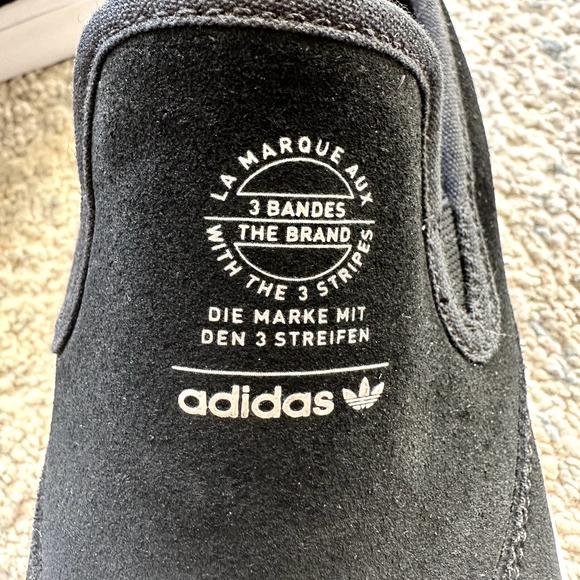 LA MARQUE AUX
3 BANDES
THE BRAND
WITH THE 3 STRIPES
DIE MARKE MIT
DEN 3 STREIFEN
adidas